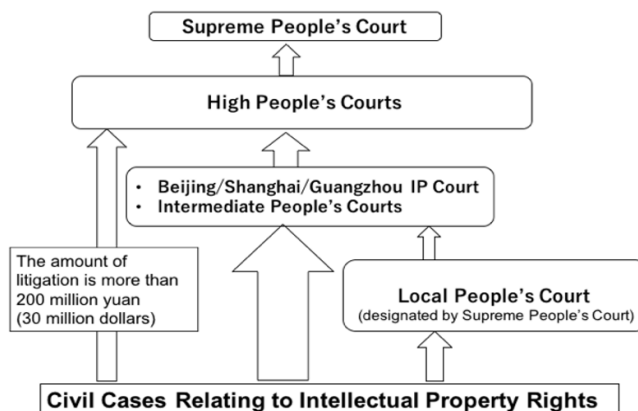 Supreme People's Court
High People's Courts
• Beijing/Shanghai/Guangzhou IP Court
• Intermediate People's Courts
The amount of
litigation is more than
200 million yuan
(30 million dollars)
Local People's Court
(designated by Supreme People's Court)
Civil Cases Relating to Intellectual Property Rights